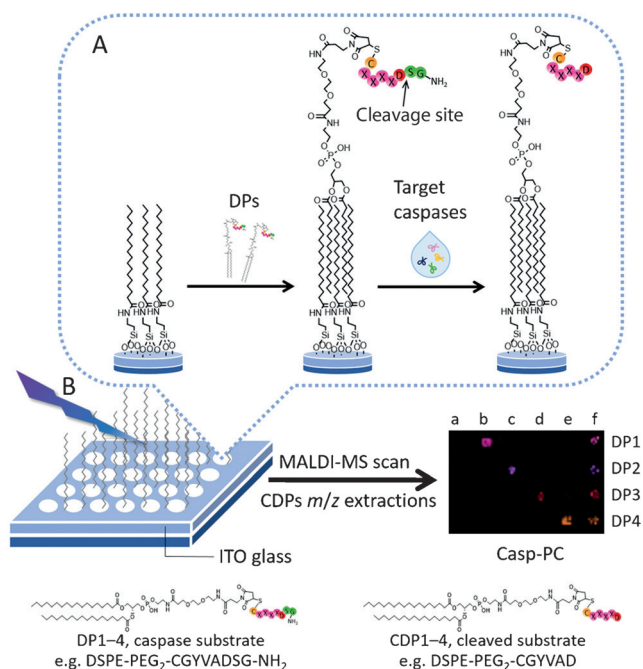 A
DPs
Cleavage site
Target
caspases
C
X X X X D S G
NH₂
C
X X X X D
B
MALDI-MS scan
CDPs m/z extractions
ITO glass
a b c d e f
DP1
DP2
DP3
DP4
Casp-PC
DP1–4, caspase substrate
e.g. DSPE-PEG₂-CGYVADSG-NH₂
CDP1–4, cleaved substrate
e.g. DSPE-PEG₂-CGYVAD